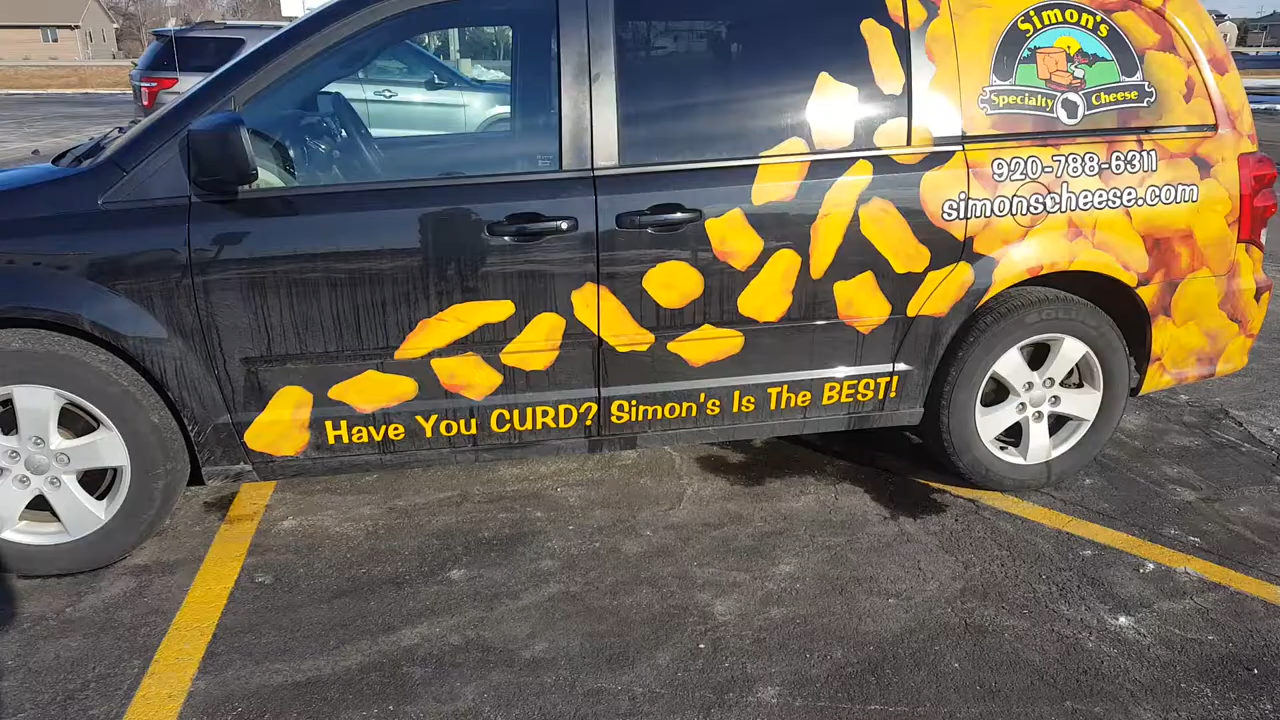 Simon's
Specialty Cheese
920-788-6311
simonscheese.com
Have You CURD? Simon's Is The BEST!